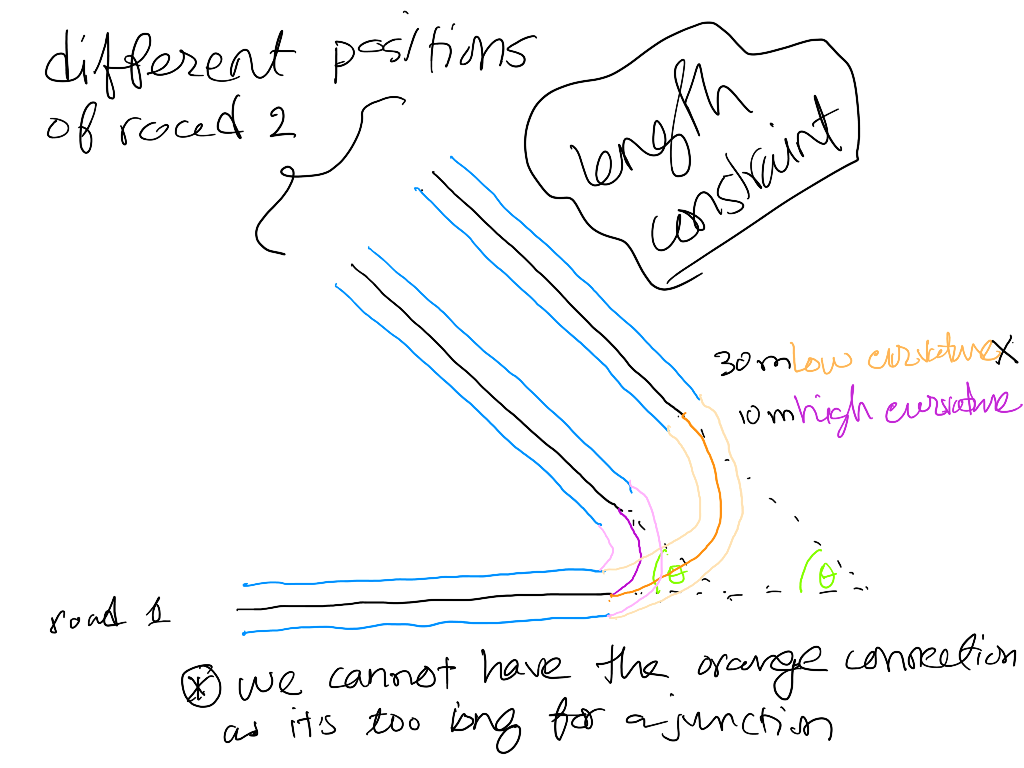 different positions
of road 2
length
constraint
30m low curvature X
10m high curvature
θ
θ
road 1
* we cannot have the orange connection
as it's too long for a junction